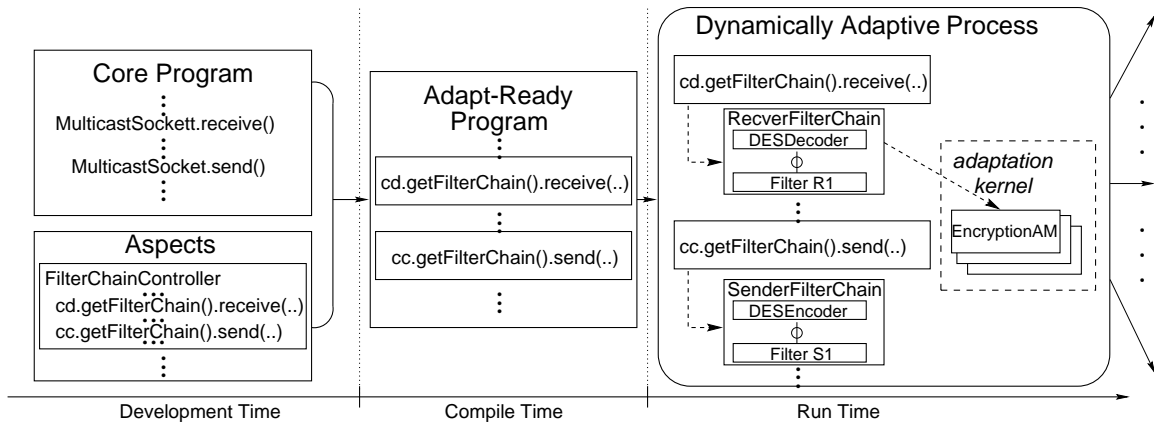 Core Program
MulticastSockett.receive()
MulticastSocket.send()
Aspects
FilterChainController
cd.getFilterChain().receive(..)
cc.getFilterChain().send(..)
Adapt-Ready
Program
cd.getFilterChain().receive(..)
cc.getFilterChain().send(..)
Dynamically Adaptive Process
cd.getFilterChain().receive(..)
RecverFilterChain
DESDecoder
Filter R1
cc.getFilterChain().send(..)
SenderFilterChain
DESEncoder
Filter S1
adaptation
kernel
EncryptionAM
Development Time
Compile Time
Run Time